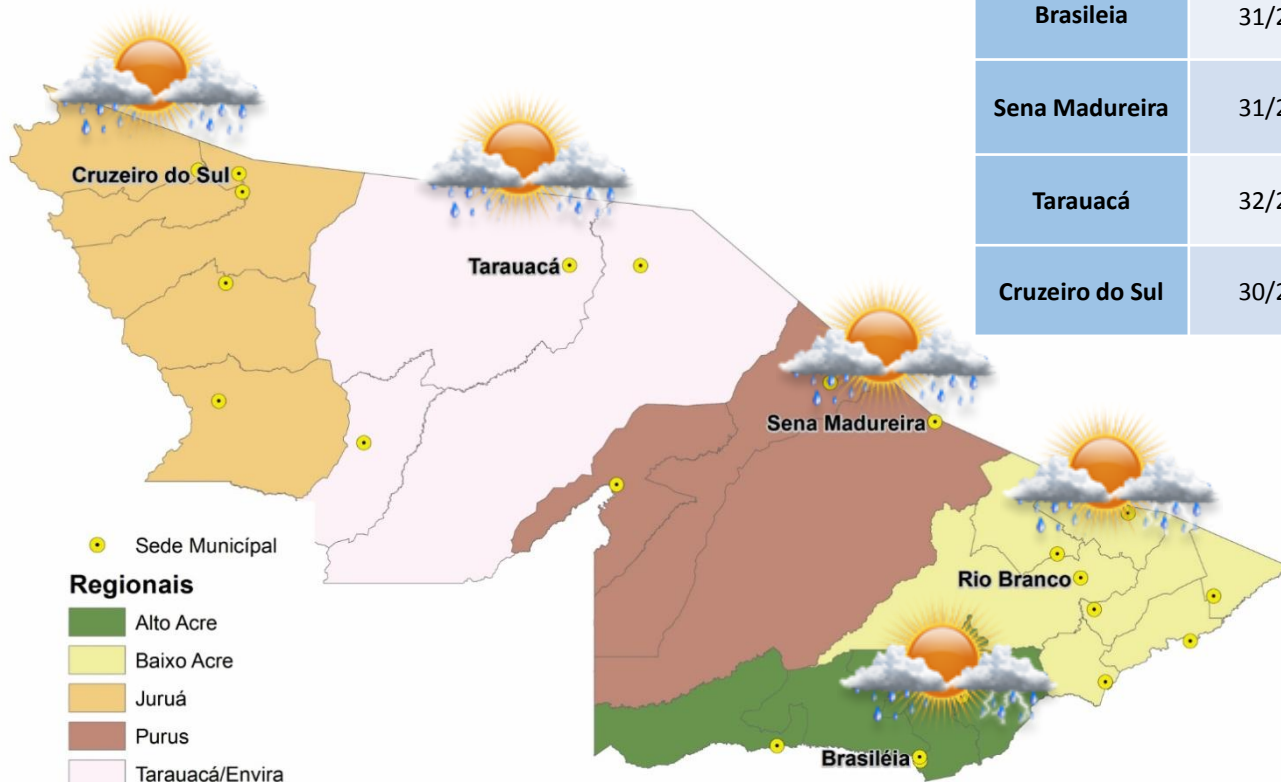 Brasileia 31/2
Sena Madureira 31/2
Tarauacá 32/2
Cruzeiro do Sul 30/2
Cruzeiro do Sul
Tarauacá
Sena Madureira
Rio Branco
Brasiléia
Sede Municípal
Regionais
Alto Acre
Baixo Acre
Juruá
Purus
Tarauacá/Envira